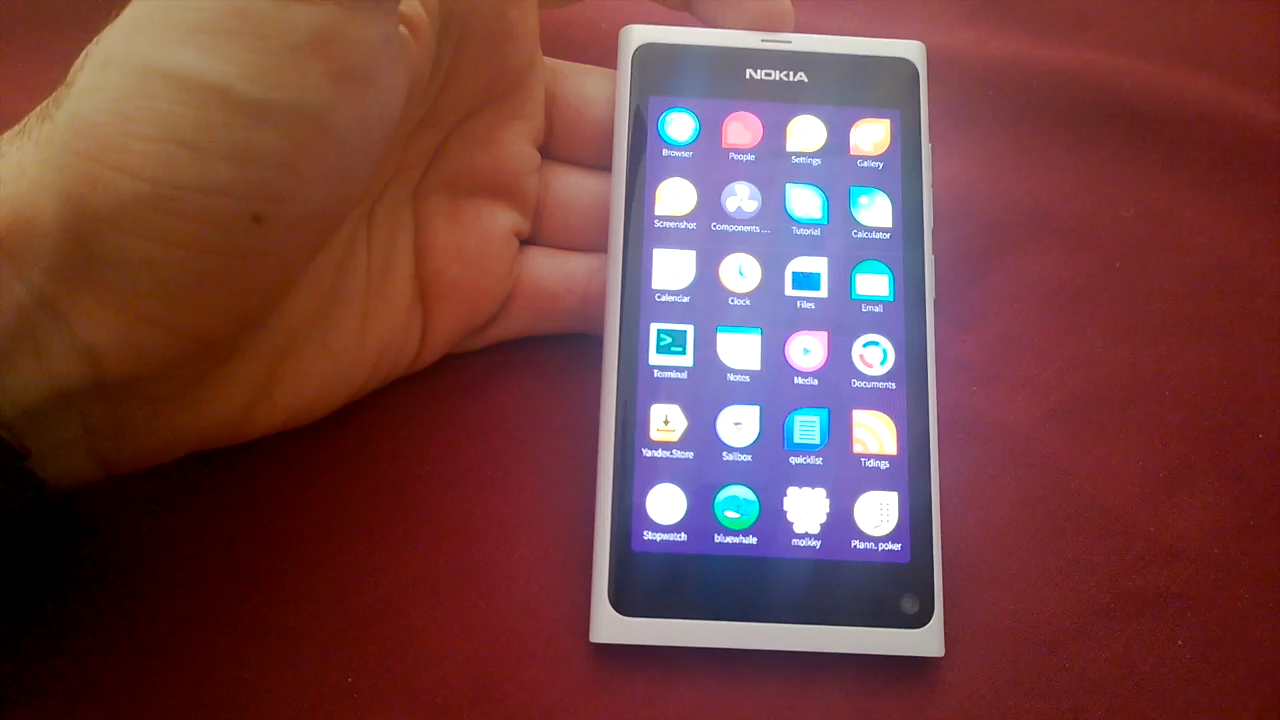 NOKIA
Browser People Settings Gallery
Screenshot Components ... Tutorial Calculator
Calendar Clock Files Email
>_
Terminal Notes Media Documents
Yandex.Store Sailbox quicklist Tidings
Stopwatch bluewhale molkky Plann. poker